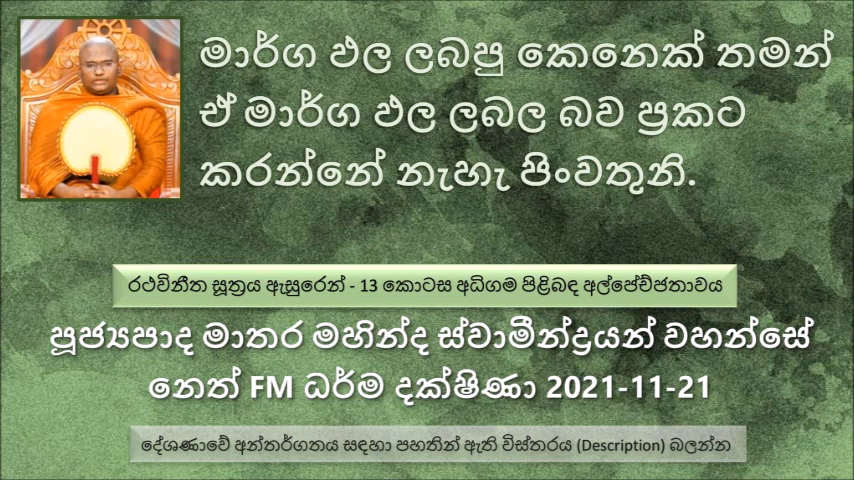 මාර්ග ඵල ලබපු කෙනෙක් තමන්
ඒ මාර්ග ඵල ලබල බව ප්‍රකට
කරන්නේ නැහැ පිංවතුනි.
රථවිනීත සූත්‍රය ඇසුරෙන් - 13 කොටස අධිගම පිළිබඳ අල්පේච්ඡතාවය
පූජ්‍යපාද මාතර මහින්ද ස්වාමීන්ද්‍රයන් වහන්සේ
නෙත් FM ධර්ම දක්ෂිණා 2021-11-21
දේශණාවේ අන්තර්ගතය සඳහා පහතින් ඇති විස්තරය (Description) බලන්න